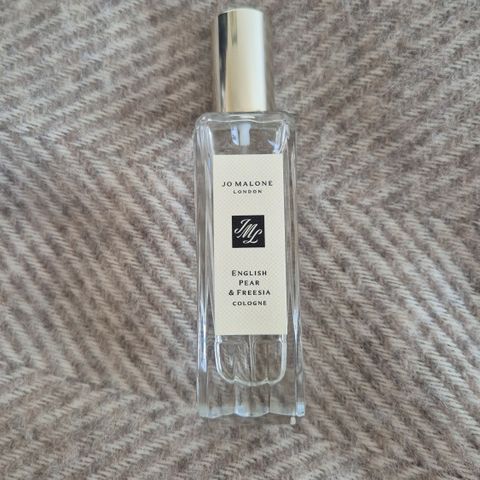 JO MALONE
LONDON
JML
ENGLISH
PEAR
& FREESIA
COLOGNE